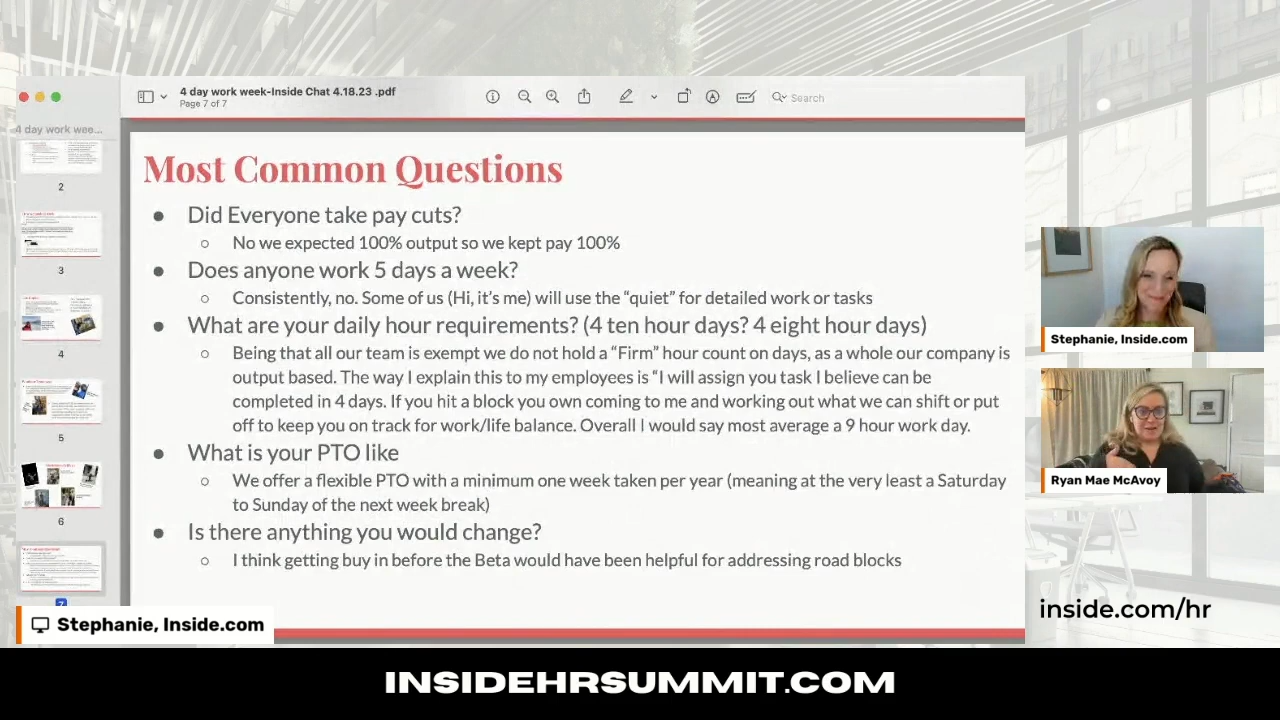 4 day work week-Inside Chat 4.18.23 .pdf
Page 7 of 7
Search
4 day work wee...
2
3
4
5
6
7
Most Common Questions
● Did Everyone take pay cuts?
○ No we expected 100% output so we kept pay 100%
● Does anyone work 5 days a week?
○ Consistently, no. Some of us (Hi, it's me) will use the "quiet" for detailed work or tasks
● What are your daily hour requirements? (4 ten hour days? 4 eight hour days)
○ Being that all our team is exempt we do not hold a "Firm" hour count on days, as a whole our company is
output based. The way I explain this to my employees is "I will assign you task I believe can be
completed in 4 days. If you hit a block you own coming to me and working out what we can shift or put
off to keep you on track for work/life balance. Overall I would say most average a 9 hour work day.
● What is your PTO like
○ We offer a flexible PTO with a minimum one week taken per year (meaning at the very least a Saturday
to Sunday of the next week break)
● Is there anything you would change?
○ I think getting buy in before the Beta would have been helpful for addressing road blocks
Stephanie, Inside.com
Ryan Mae McAvoy
inside.com/hr
Stephanie, Inside.com
INSIDEHRSUMMIT.COM